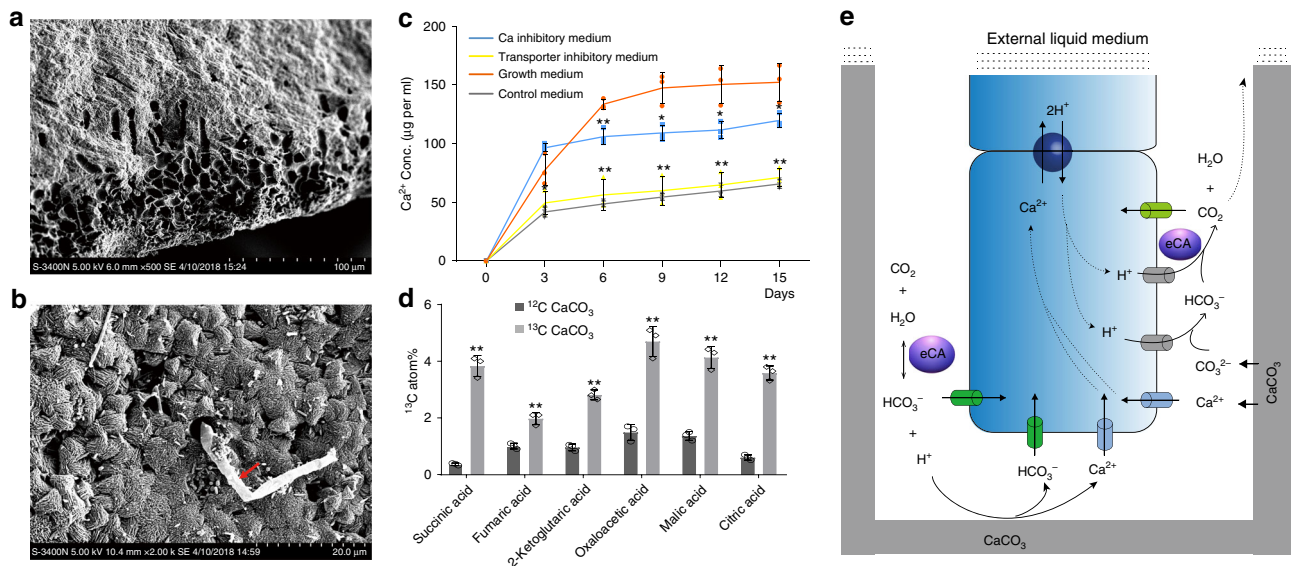 a
S-3400N 5.00 kV 6.0 mm ×500 SE 4/10/2018 15:24
100 µm
b
S-3400N 5.00 kV 10.4 mm ×2.00 k SE 4/10/2018 14:59
20.0 µm
c
Ca²⁺ Conc. (µg per ml)
200
150
100
50
0
Ca inhibitory medium
Transporter inhibitory medium
Growth medium
Control medium
** * * *
* ** ** ** **
0 3 6 9 12 15
Days
d
¹³C atom%
6
4
2
0
¹²C CaCO₃
¹³C CaCO₃
** ** ** ** ** **
Succinic acid
Fumaric acid
2-Ketoglutaric acid
Oxaloacetic acid
Malic acid
Citric acid
e
External liquid medium
2H⁺
Ca²⁺
H₂O
+
CO₂
eCA
H⁺
HCO₃⁻
H⁺
CO₃²⁻
Ca²⁺
CO₂
+
H₂O
eCA
HCO₃⁻
+
H⁺
HCO₃⁻
Ca²⁺
CaCO₃
CaCO₃